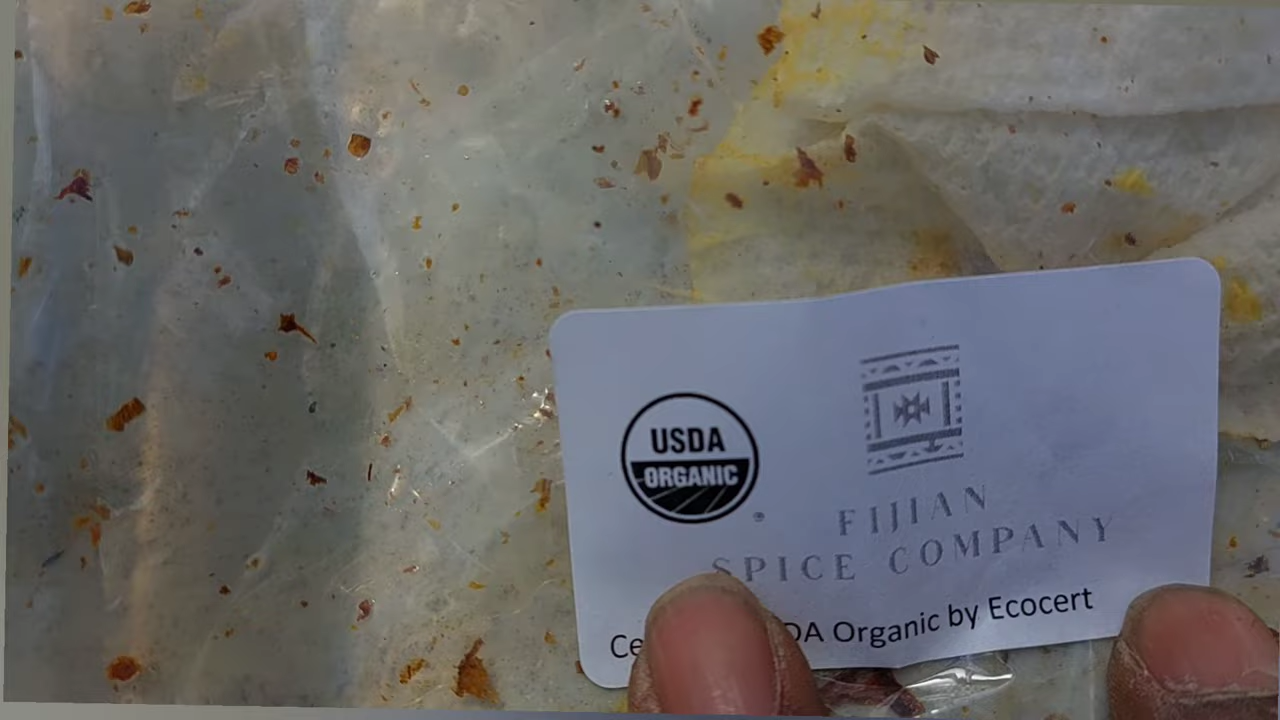 USDA
ORGANIC
®
FIJIAN
SPICE COMPANY
DA Organic by Ecocert